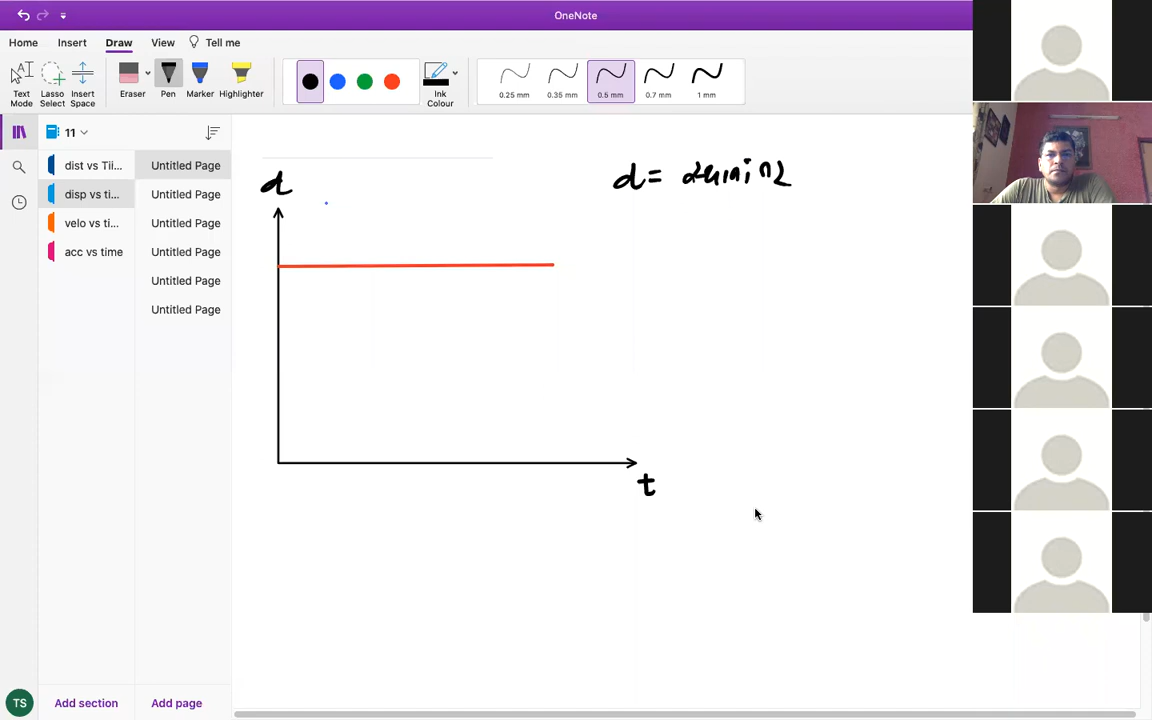 OneNote
Home Insert Draw View Tell me
Text Mode
Lasso Select
Insert Space
Eraser
Pen
Marker
Highlighter
Ink Colour
0.25 mm
0.35 mm
0.5 mm
0.7 mm
1 mm
11
dist vs Tii...
disp vs ti...
velo vs ti...
acc vs time
Untitled Page
Untitled Page
Untitled Page
Untitled Page
Untitled Page
Untitled Page
d
d =
t
TS
Add section
Add page